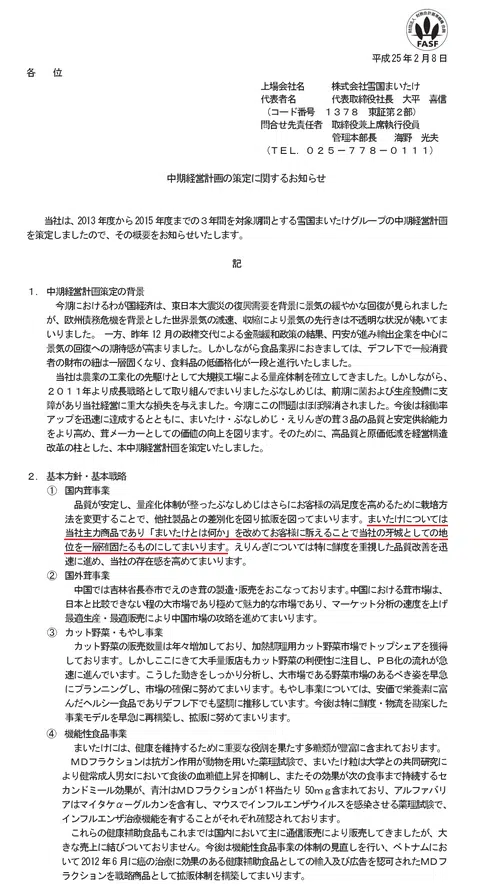 財団法人 財務会計基準機構会員
FASF
平成25年2月8日
各　　位
上場会社名　　　株式会社雪国まいたけ
代表者名　　　　代表取締役社長　大平　喜信
（コード番号　１３７８　東証第２部）
問合せ先責任者　取締役兼上席執行役員
管理本部長　　海野　光夫
（ＴＥＬ．０２５－７７８－０１１１）
中期経営計画の策定に関するお知らせ
当社は、2013 年度から 2015 年度までの３年間を対象期間とする雪国まいたけグループの中期経営計画
を策定しましたので、その概要をお知らせいたします。
記
１．中期経営計画策定の背景
今期におけるわが国経済は、東日本大震災の復興需要を背景に景気の緩やかな回復が見られました
が、欧州債務危機を背景とした世界景気の減速、収縮により景気の先行きは不透明な状況が続いてま
いりました。 一方、昨年 12 月の政権交代による金融緩和政策の結果、円安が進み輸出企業を中心に
景気の回復への期待感が高まりました。しかしながら食品業界におきましては、デフレ下で一般消費
者の財布の紐は一層固くなり、食料品の低価格化が一段と進行いたしました。
当社は農業の工業化の先駆けとして大規模工場による量産体制を確立してきました。しかしながら、
２０１１年より成長戦略として取り組んでまいりましたぶなしめじは、前期に菌および生産設備に支
障があり当社経営に重大な損失を与えました。今期にこの問題はほぼ解消されました。今後は稼働率
アップを迅速に達成するとともに、まいたけ・ぶなしめじ・えりんぎの茸３品の品質と安定供給能力
をより高め、茸メーカーとしての価値の向上を図ります。そのために、高品質と原価低減を経営構造
改革の柱とした、本中期経営計画を策定いたしました。
２．基本方針・基本戦略
① 国内茸事業
品質が安定し、量産化体制が整ったぶなしめじはさらにお客様の満足度を高めるために栽培方
法を変更することで、他社製品との差別化を図り拡販を図ってまいります。まいたけについては
当社主力商品であり「まいたけとは何か」を改めてお客様に訴えることで当社の牙城としての地
位を一層確固たるものにしてまいります。えりんぎについては特に鮮度を重視した品質改善を迅
速に進め、当社の存在感を高めてまいります。
② 国外茸事業
中国では吉林省長春市でえのき茸の製造・販売をおこなっております。中国における茸市場は、
日本と比較できない程の大市場であり極めて魅力的な市場であり、マーケット分析の速度を上げ
最適生産・最適販売により中国市場の攻略を進めてまいります。
③ カット野菜・もやし事業
カット野菜の販売数量は年々増加しており、加熱調理用カット野菜市場でトップシェアを獲得
しております。しかしここにきて大手量販店もカット野菜の利便性に注目し、ＰＢ化の流れが急
速に進んでいます。こうした動きをしっかり分析し、大市場である野菜市場のあるべき姿を早急
にプランニングし、市場の確保に努めてまいります。もやし事業については、安価で栄養素に富
んだヘルシー食品でありデフレ下でも堅調に推移しています。今後は特に鮮度・物流を勘案した
事業モデルを早急に再構築し、拡販に努めてまいります。
④ 機能性食品事業
まいたけには、健康を維持するために重要な役割を果たす多糖類が豊富に含まれております。
ＭＤフラクションは抗ガン作用が動物を用いた薬理試験で、まいたけ粒は大学との共同研究に
より健常成人男女において食後の血糖値上昇を抑制し、またその効果が次の食事まで持続するセ
カンドミール効果が、青汁はＭＤフラクションが１杯当たり 50mg 含まれており、アルファバリ
アはマイタケα－グルカンを含有し、マウスでインフルエンザウイルスを感染させる薬理試験で、
インフルエンザ治療機能を有することがそれぞれ確認されております。
これらの健康補助食品もこれまでは国内において主に通信販売により販売してきましたが、大
きな売上に結びついておりません。今後は機能性食品事業の体制の見直しを行い、ベトナムにお
いて 2012 年６月に癌の治療に効果のある健康補助食品としての輸入及び広告を認可されたＭＤフ
ラクションを戦略商品として拡販体制を構築してまいります。